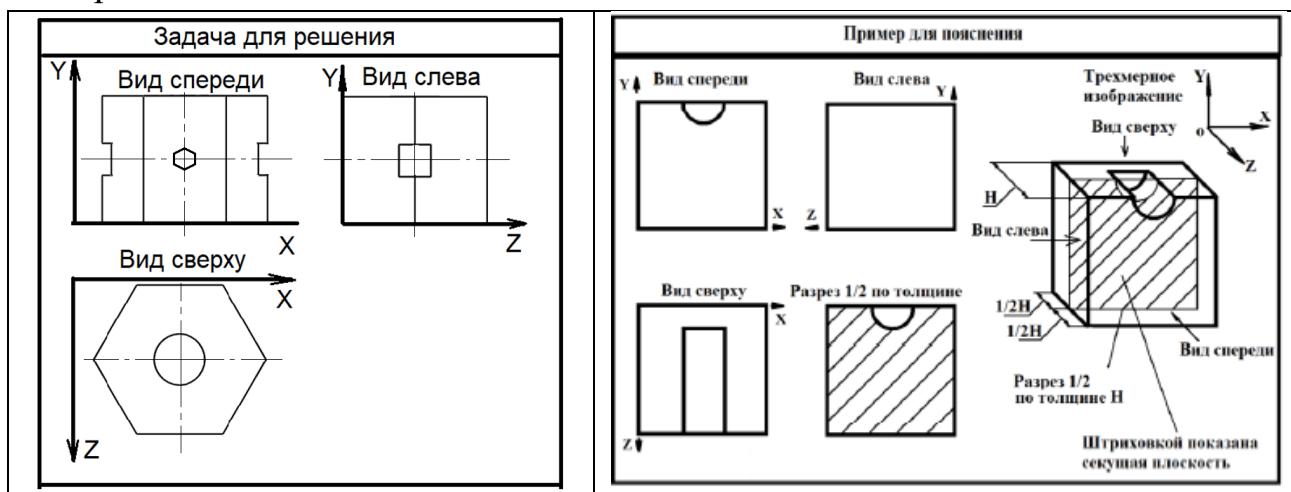 Задача для решения
Y
Вид спереди
Y
Вид слева
X
Z
Вид сверху
X
Z
Пример для пояснения
Y
Вид спереди
Вид слева
Y
Трехмерное
изображение
Y
X
o
Z
Вид сверху
H
X
Z
Вид слева
Вид сверху
Разрез 1/2 по толщине
X
Z
1/2H
1/2H
Вид спереди
Разрез 1/2
по толщине H
Штриховкой показана
секущая плоскость